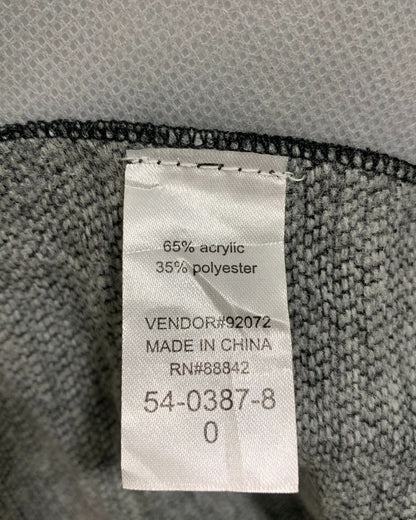 65% acrylic
35% polyester
VENDOR#92072
MADE IN CHINA
RN#88842
54-0387-8
0